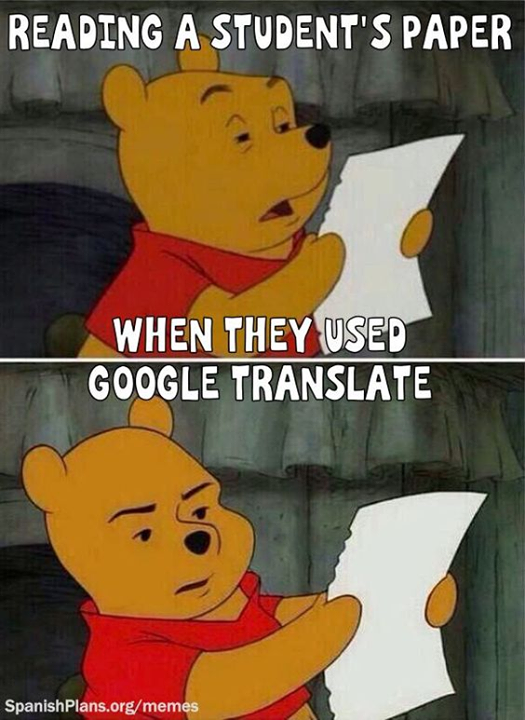 READING A STUDENT'S PAPER
WHEN THEY USED
GOOGLE TRANSLATE
SpanishPlans.org/memes